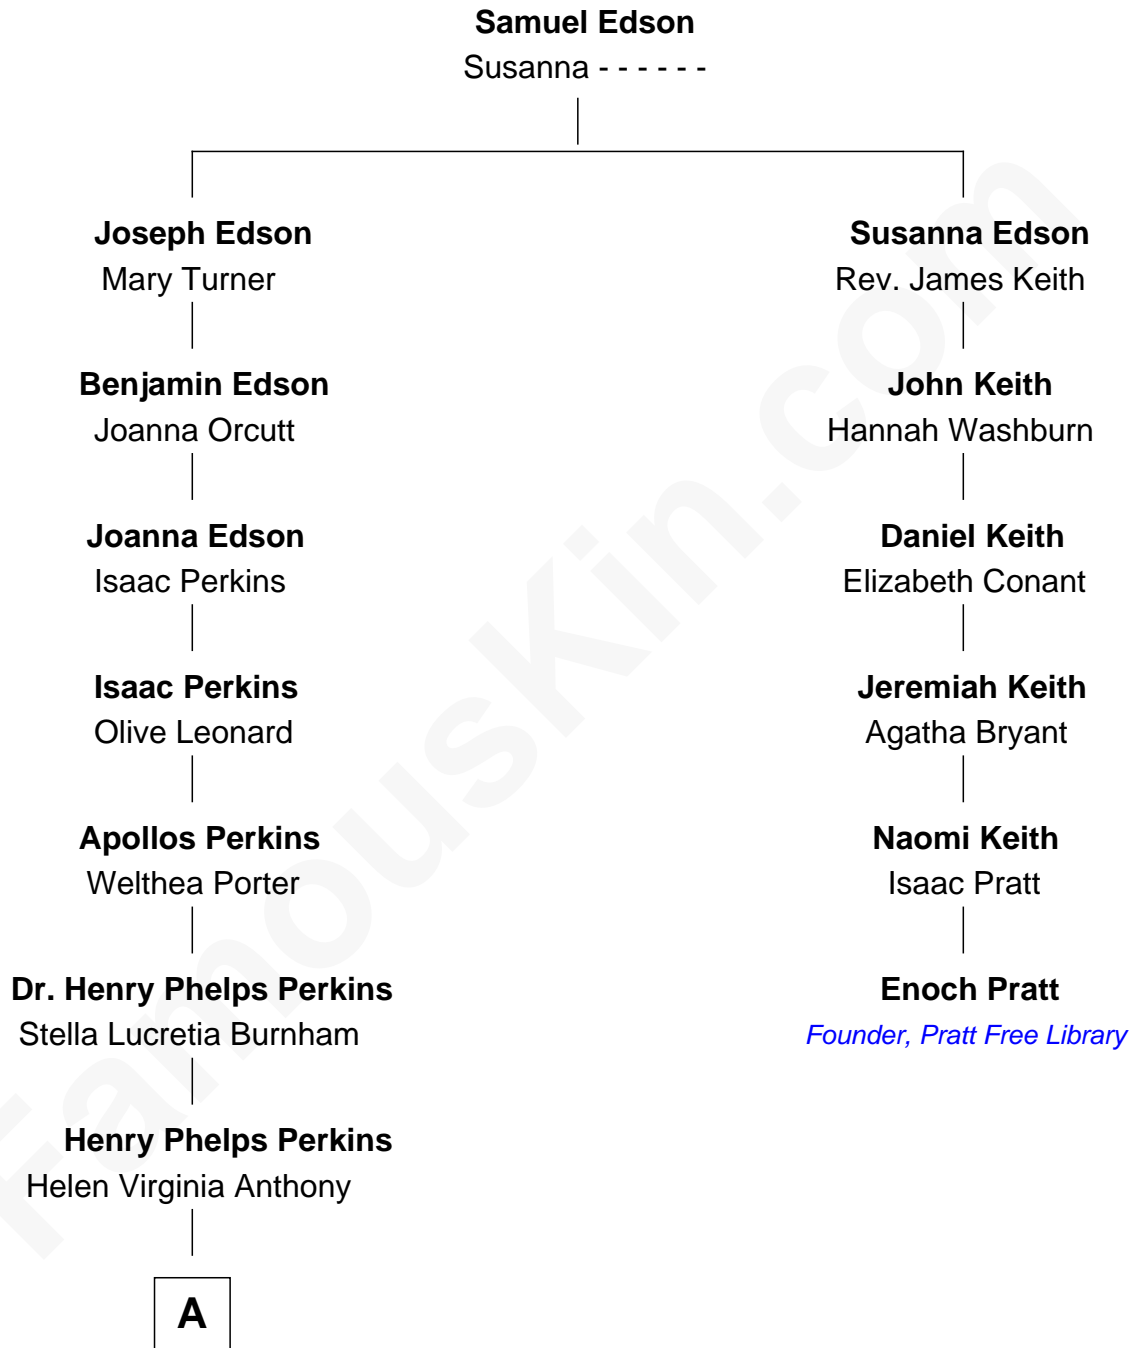 Samuel Edson
Susanna - - - - - -
Joseph Edson
Mary Turner
Susanna Edson
Rev. James Keith
Benjamin Edson
Joanna Orcutt
John Keith
Hannah Washburn
Joanna Edson
Isaac Perkins
Daniel Keith
Elizabeth Conant
Isaac Perkins
Olive Leonard
Jeremiah Keith
Agatha Bryant
Apollos Perkins
Welthea Porter
Naomi Keith
Isaac Pratt
Dr. Henry Phelps Perkins
Stella Lucretia Burnham
Enoch Pratt
Founder, Pratt Free Library
Henry Phelps Perkins
Helen Virginia Anthony
A
FamousKin.com